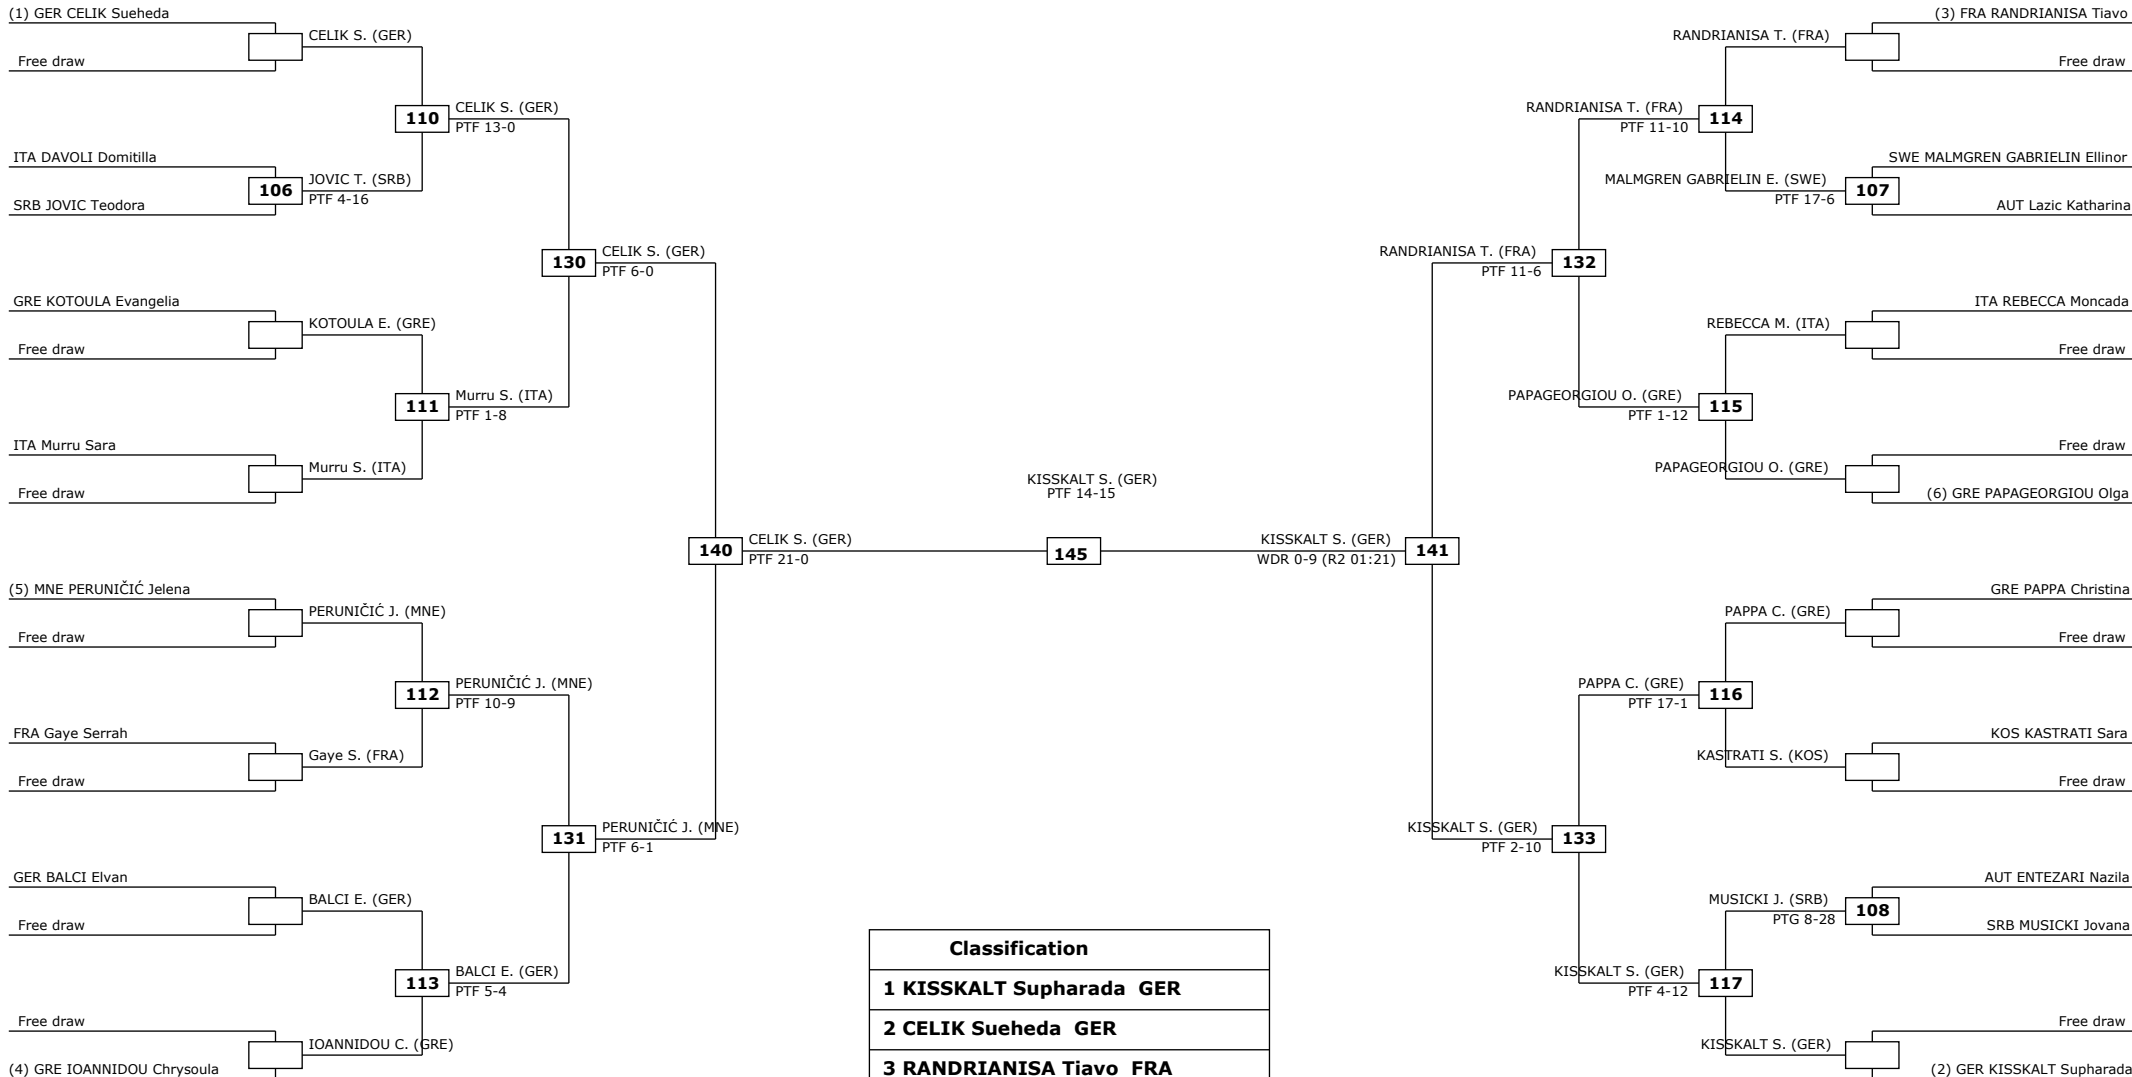 (1) GER CELIK Sueheda
CELIK S. (GER)
Free draw
110
CELIK S. (GER)
PTF 13-0
ITA DAVOLI Domitilla
106
JOVIC T. (SRB)
PTF 4-16
SRB JOVIC Teodora
130
CELIK S. (GER)
PTF 6-0
GRE KOTOULA Evangelia
KOTOULA E. (GRE)
Free draw
111
Murru S. (ITA)
PTF 1-8
ITA Murru Sara
Murru S. (ITA)
Free draw
140
CELIK S. (GER)
PTF 21-0
(5) MNE PERUNIČIĆ Jelena
PERUNIČIĆ J. (MNE)
Free draw
112
PERUNIČIĆ J. (MNE)
PTF 10-9
FRA Gaye Serrah
Gaye S. (FRA)
Free draw
131
PERUNIČIĆ J. (MNE)
PTF 6-1
GER BALCI Elvan
BALCI E. (GER)
Free draw
113
BALCI E. (GER)
PTF 5-4
Free draw
IOANNIDOU C. (GRE)
(4) GRE IOANNIDOU Chrysoula
KISSKALT S. (GER)
PTF 14-15
145
(3) FRA RANDRIANISA Tiavo
RANDRIANISA T. (FRA)
Free draw
RANDRIANISA T. (FRA)
PTF 11-10
114
SWE MALMGREN GABRIELIN Ellinor
MALMGREN GABRIELIN E. (SWE)
PTF 17-6
107
AUT Lazic Katharina
RANDRIANISA T. (FRA)
PTF 11-6
132
ITA REBECCA Moncada
REBECCA M. (ITA)
Free draw
PAPAGEORGIOU O. (GRE)
PTF 1-12
115
Free draw
PAPAGEORGIOU O. (GRE)
(6) GRE PAPAGEORGIOU Olga
KISSKALT S. (GER)
WDR 0-9 (R2 01:21)
141
GRE PAPPA Christina
PAPPA C. (GRE)
Free draw
PAPPA C. (GRE)
PTF 17-1
116
KOS KASTRATI Sara
KASTRATI S. (KOS)
Free draw
KISSKALT S. (GER)
PTF 2-10
133
AUT ENTEZARI Nazila
MUSICKI J. (SRB)
PTG 8-28
108
SRB MUSICKI Jovana
KISSKALT S. (GER)
PTF 4-12
117
Free draw
KISSKALT S. (GER)
(2) GER KISSKALT Supharada
Classification
1 KISSKALT Supharada GER
2 CELIK Sueheda GER
3 RANDRIANISA Tiavo FRA